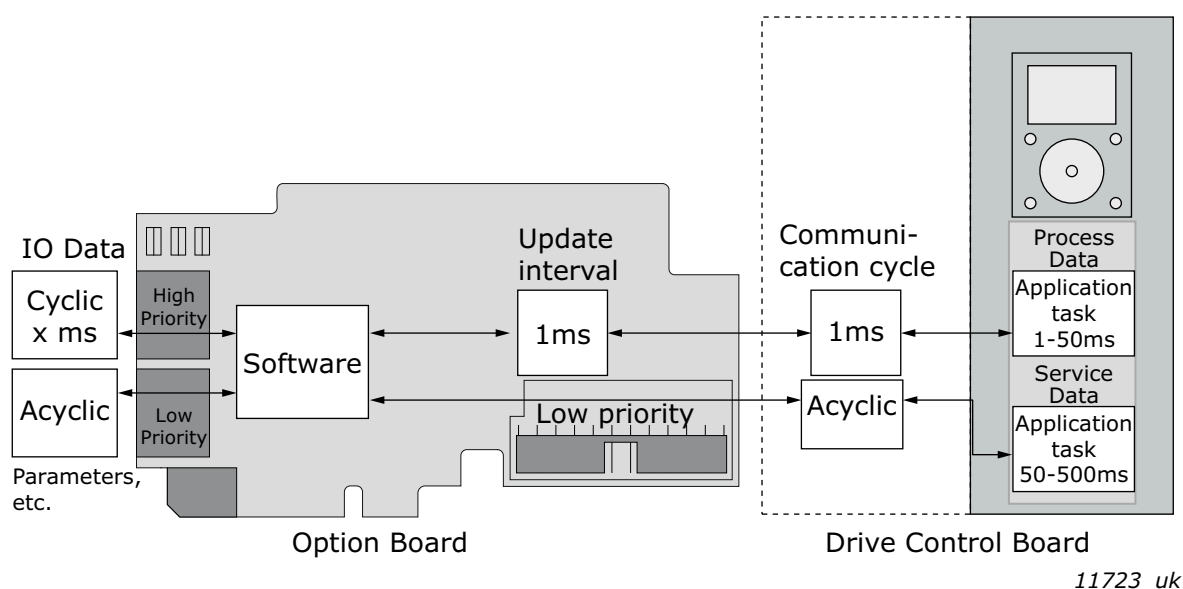 IO Data
Cyclic
x ms
High
Priority
Acyclic
Low
Priority
Parameters,
etc.
Software
Update
interval
1ms
Low priority
Option Board
Communi-
cation cycle
1ms
Acyclic
Process
Data
Application
task
1-50ms
Service
Data
Application
task
50-500ms
Drive Control Board
11723 uk